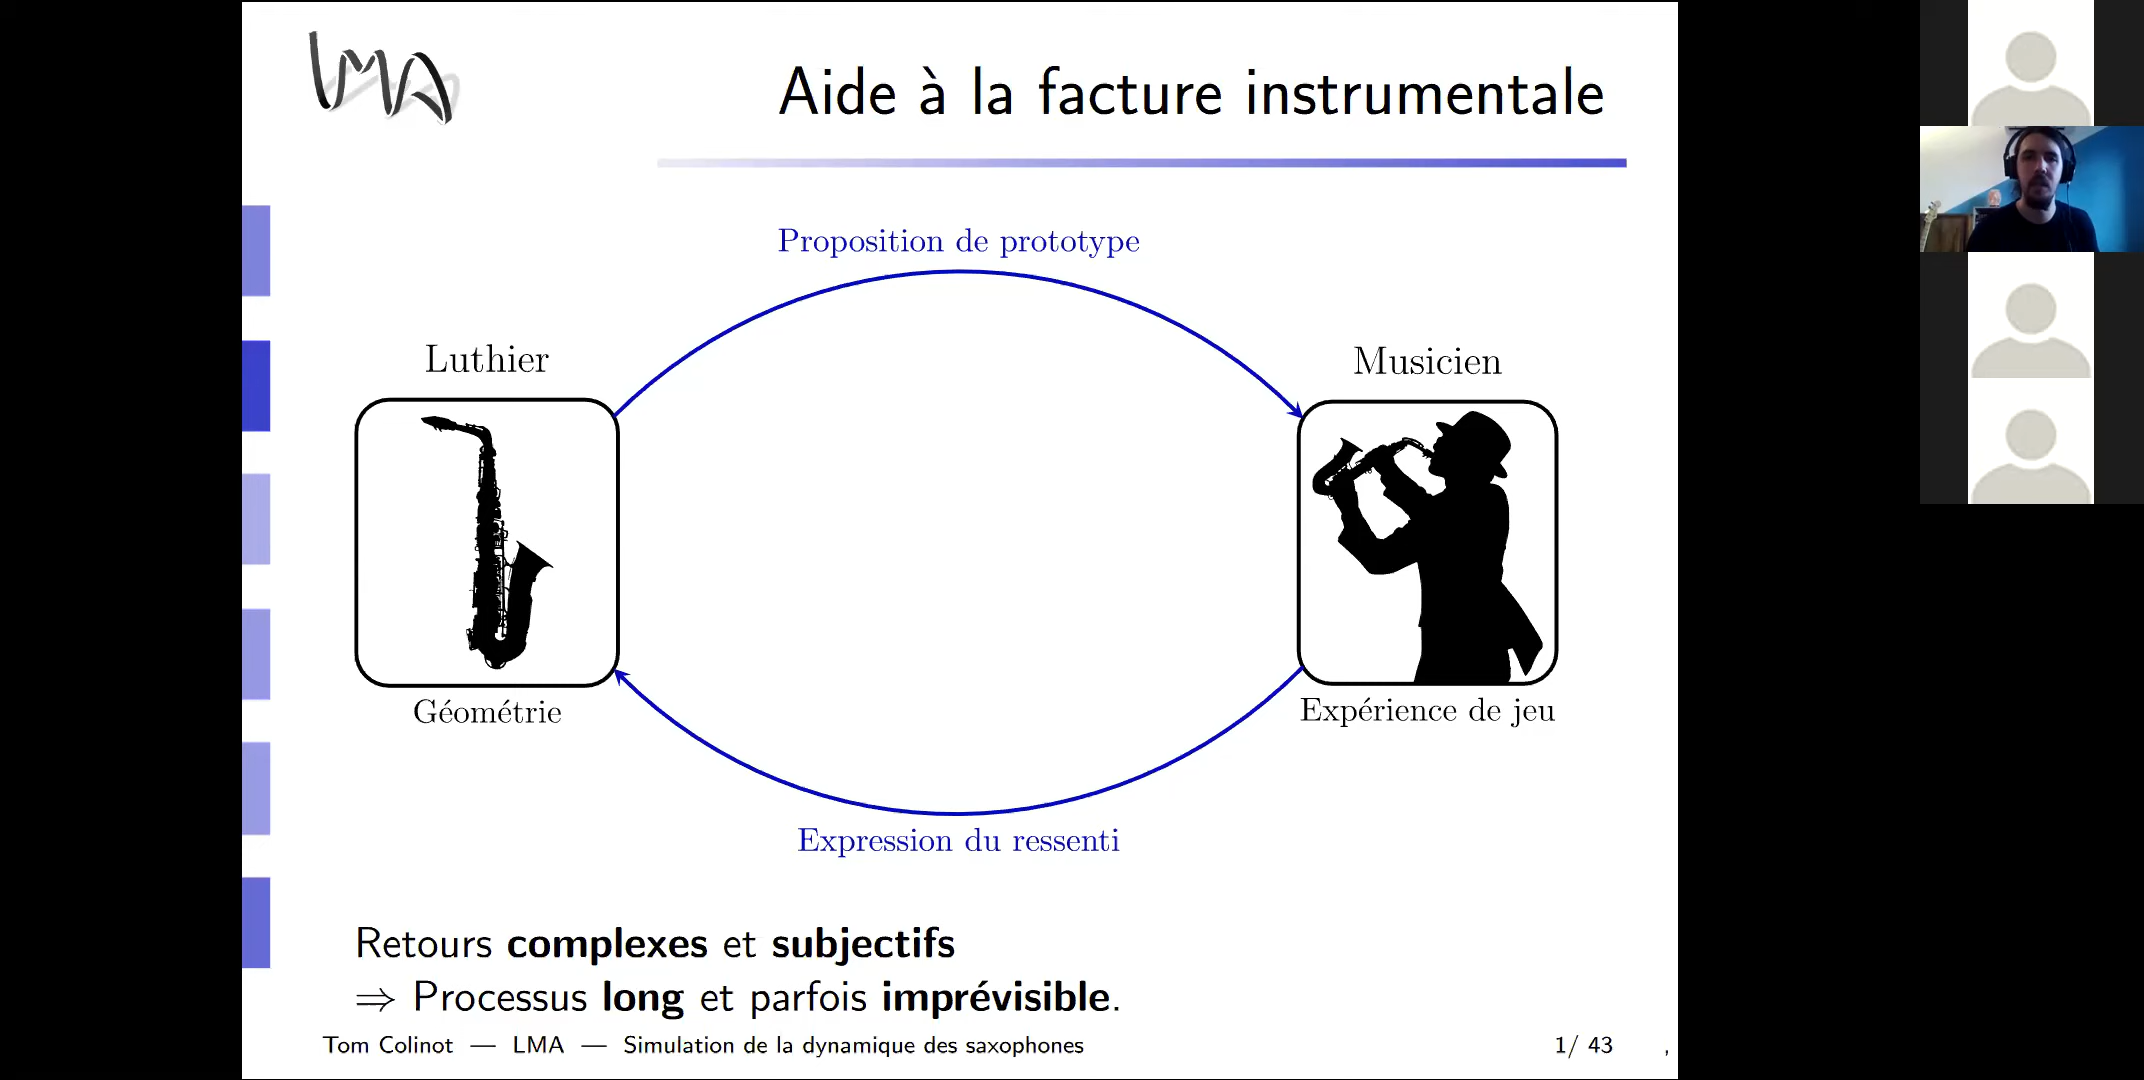 LMA
Aide à la facture instrumentale
Proposition de prototype
Luthier
Musicien
Géométrie
Expérience de jeu
Expression du ressenti
Retours complexes et subjectifs
⇒ Processus long et parfois imprévisible.
Tom Colinot — LMA — Simulation de la dynamique des saxophones
1/ 43
,